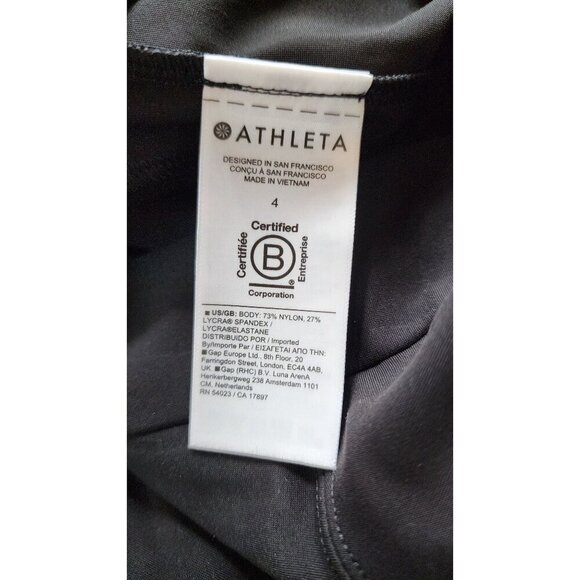 ATHLETA
DESIGNED IN SAN FRANCISCO
CONÇU À SAN FRANCISCO
MADE IN VIETNAM
4
Certified
Certifiée
B
®
Entreprise
Corporation
■ US/GB: BODY: 73% NYLON, 27%
LYCRA® SPANDEX /
LYCRA®ELASTANE
DISTRIBUIDO POR / Imported
By/Importe Par / ΕΙΣΑΓΕΤΑΙ ΑΠΟ ΤΗΝ:
■ Gap Europe Ltd., 8th Floor, 20
Farringdon Street, London, EC4A 4AB,
UK ■ Gap (RHC) B.V. Luna ArenA
Herikerbergweg 238 Amsterdam 1101
CM, Netherlands
RN 54023 / CA 17897